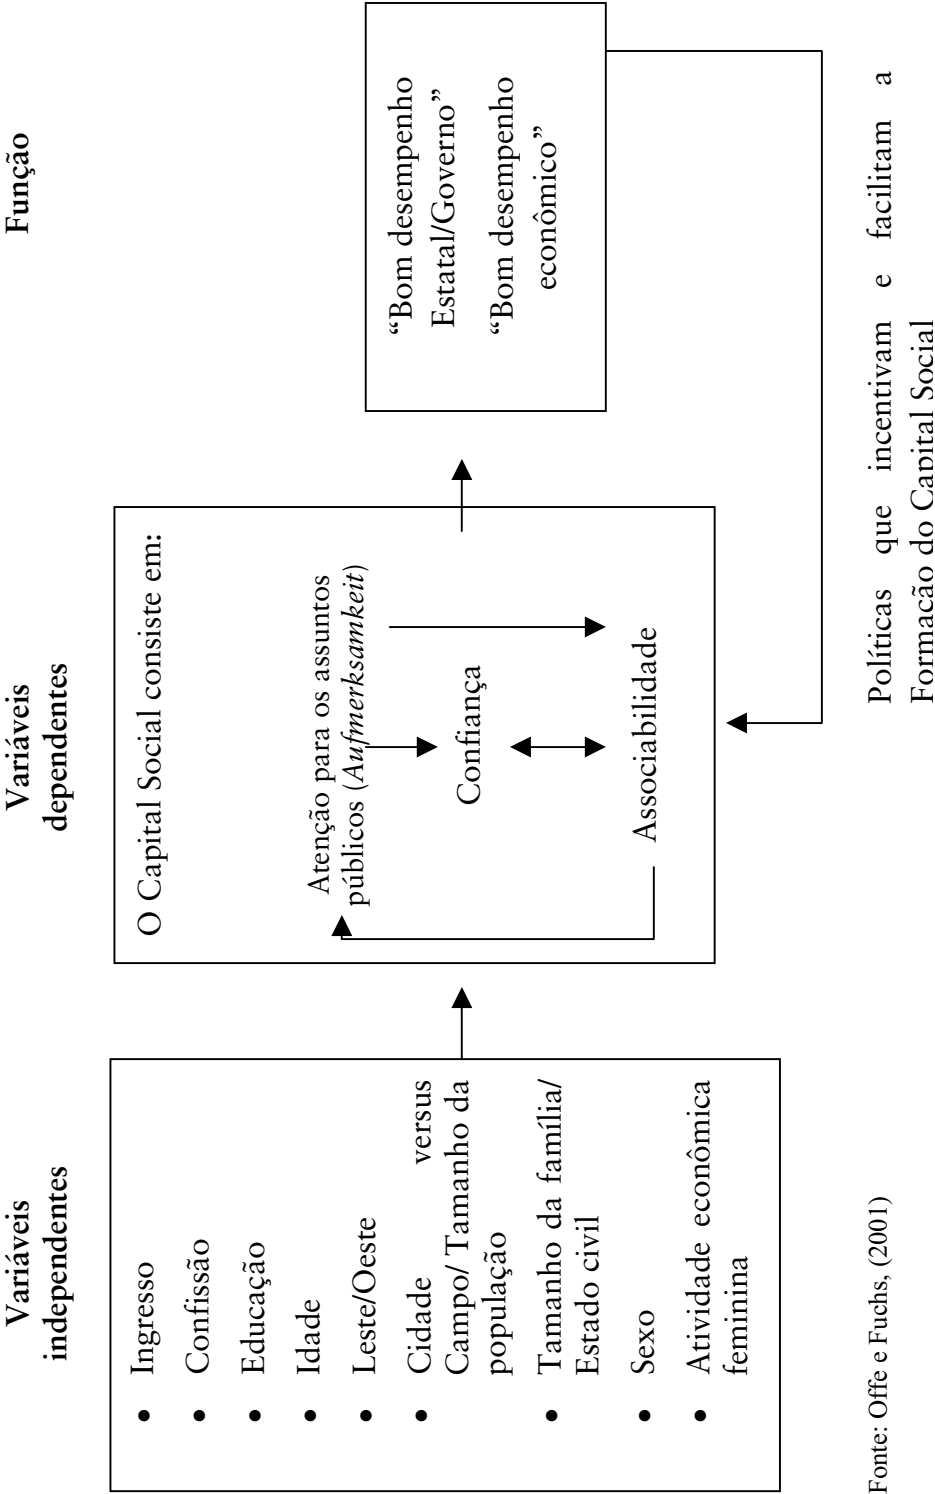 Variáveis
independentes
Variáveis
dependentes
Função
• Ingresso
• Confissão
• Educação
• Idade
• Leste/Oeste
• Cidade versus
Campo/ Tamanho da
população
• Tamanho da família/
Estado civil
• Sexo
• Atividade econômica
feminina
O Capital Social consiste em:
Atenção para os assuntos
públicos (Aufmerksamkeit)
Confiança
Associabilidade
“Bom desempenho
Estatal/Governo”
“Bom desempenho
econômico”
Políticas que incentivam e facilitam a
Formação do Capital Social
Fonte: Offe e Fuchs, (2001)